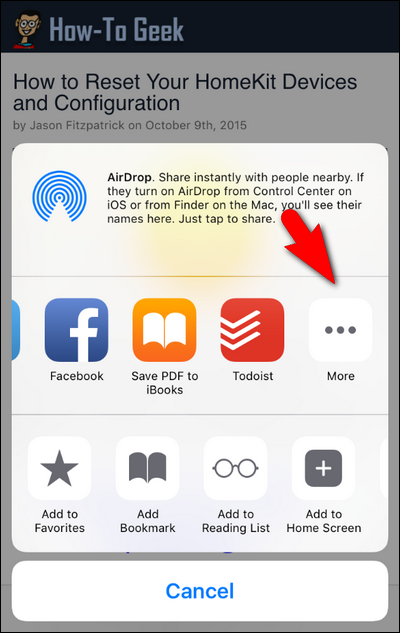 How-To Geek
How to Reset Your HomeKit Devices
and Configuration
by Jason Fitzpatrick on October 9th, 2015
AirDrop. Share instantly with people nearby. If
they turn on AirDrop from Control Center on
iOS or from Finder on the Mac, you'll see their
names here. Just tap to share.
Facebook
Save PDF to
iBooks
Todoist
More
Add to
Favorites
Add
Bookmark
Add to
Reading List
Add to
Home Screen
Cancel